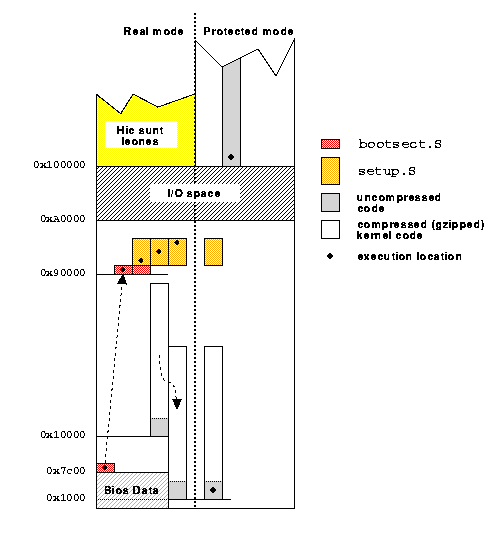 Real mode
Protected mode
Hic sunt
leones
0x100000
I/O space
0xA0000
0x90000
0x10000
0x7c00
Bios Data
0x1000
bootsect.S
setup.S
uncompressed
code
compressed (gzipped)
kernel code
execution location